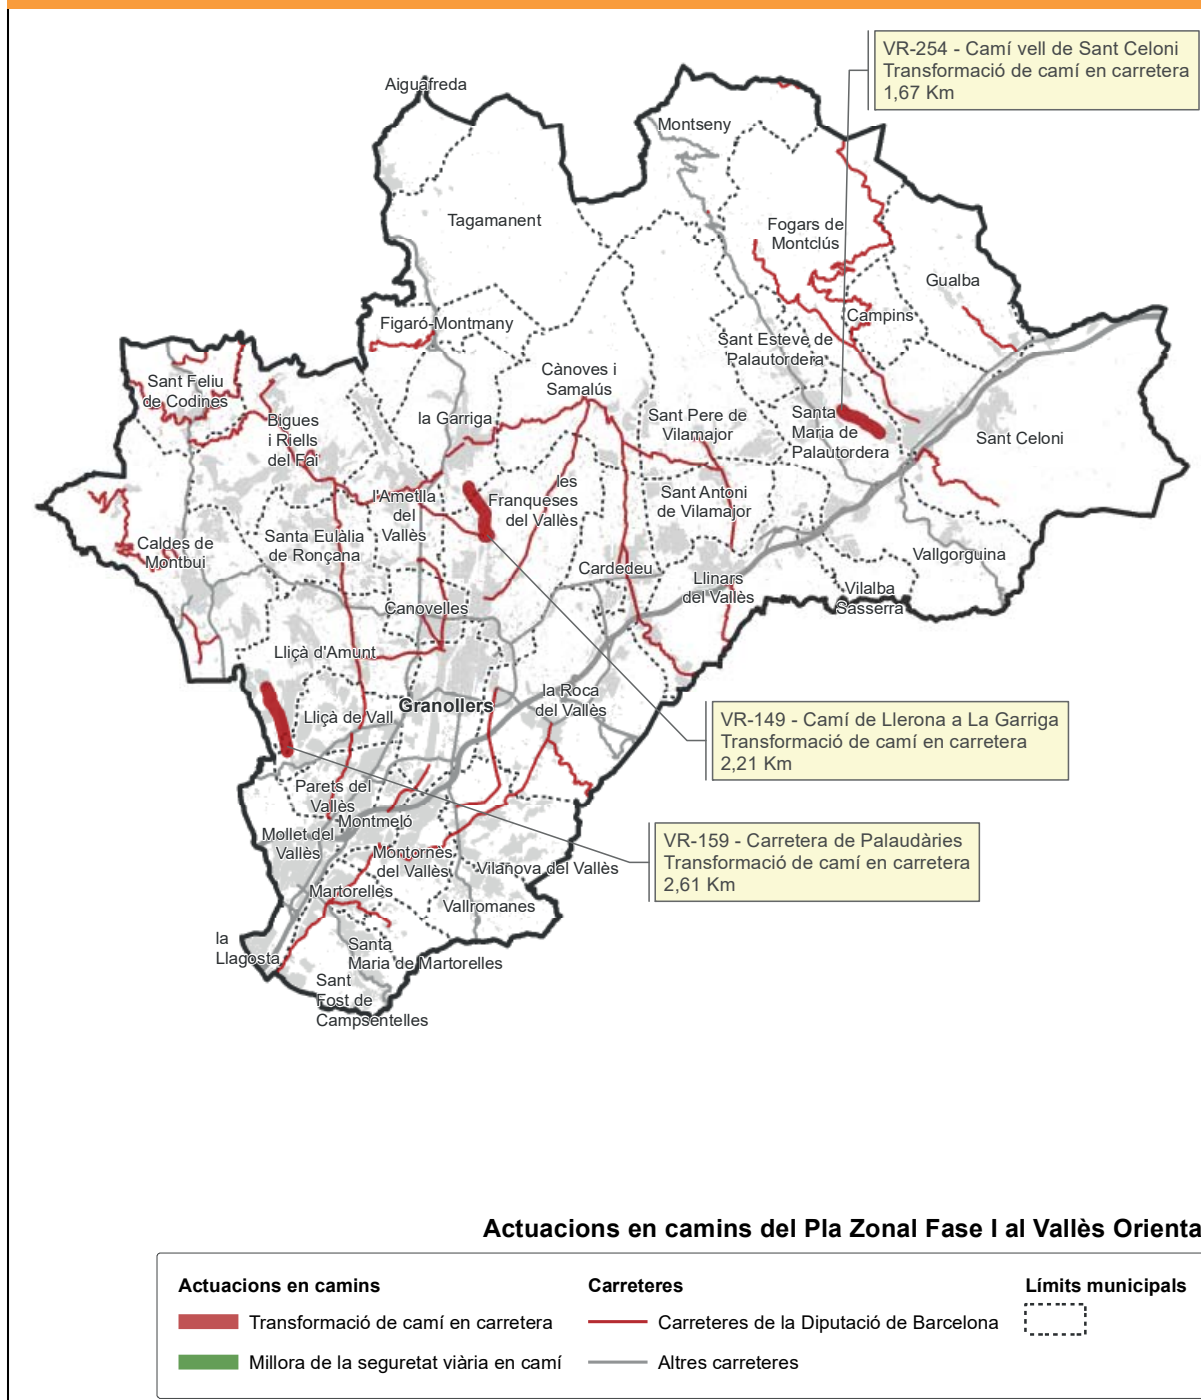 VR-254 - Camí vell de Sant Celoni
Transformació de camí en carretera
1,67 Km
Aiguafreda
Montseny
Tagamanent
Fogars de
Montclús
Gualba
Campins
Figaró-Montmany
Sant Esteve de
Palautordera
Cànoves i
Samalús
Sant Feliu
de Codines
Bigues
i Riells
del Fai
la Garriga
Sant Pere de
Vilamajor
Santa
Maria de
Palautordera
Sant Celoni
l'Ametlla
del
Vallès
les
Franqueses
del Vallès
Sant Antoni
de Vilamajor
Santa Eulàlia
de Ronçana
Caldes de
Montbui
Cardedeu
Llinars
del Vallès
Vallgorguina
Vilalba
Sasserra
Canovelles
Lliçà d'Amunt
Lliçà de Vall
Granollers
la Roca
del Vallès
VR-149 - Camí de Llerona a La Garriga
Transformació de camí en carretera
2,21 Km
Parets del
Vallès
Montmeló
Mollet del
Vallès
Montornès
del Vallès
Vilanova del Vallès
VR-159 - Carretera de Palaudàries
Transformació de camí en carretera
2,61 Km
Martorelles
Vallromanes
la
Llagosta
Santa
Maria de Martorelles
Sant
Fost de
Campsentelles
Actuacions en camins del Pla Zonal Fase I al Vallès Orienta
Actuacions en camins
Transformació de camí en carretera
Millora de la seguretat viària en camí
Carreteres
Carreteres de la Diputació de Barcelona
Altres carreteres
Límits municipals